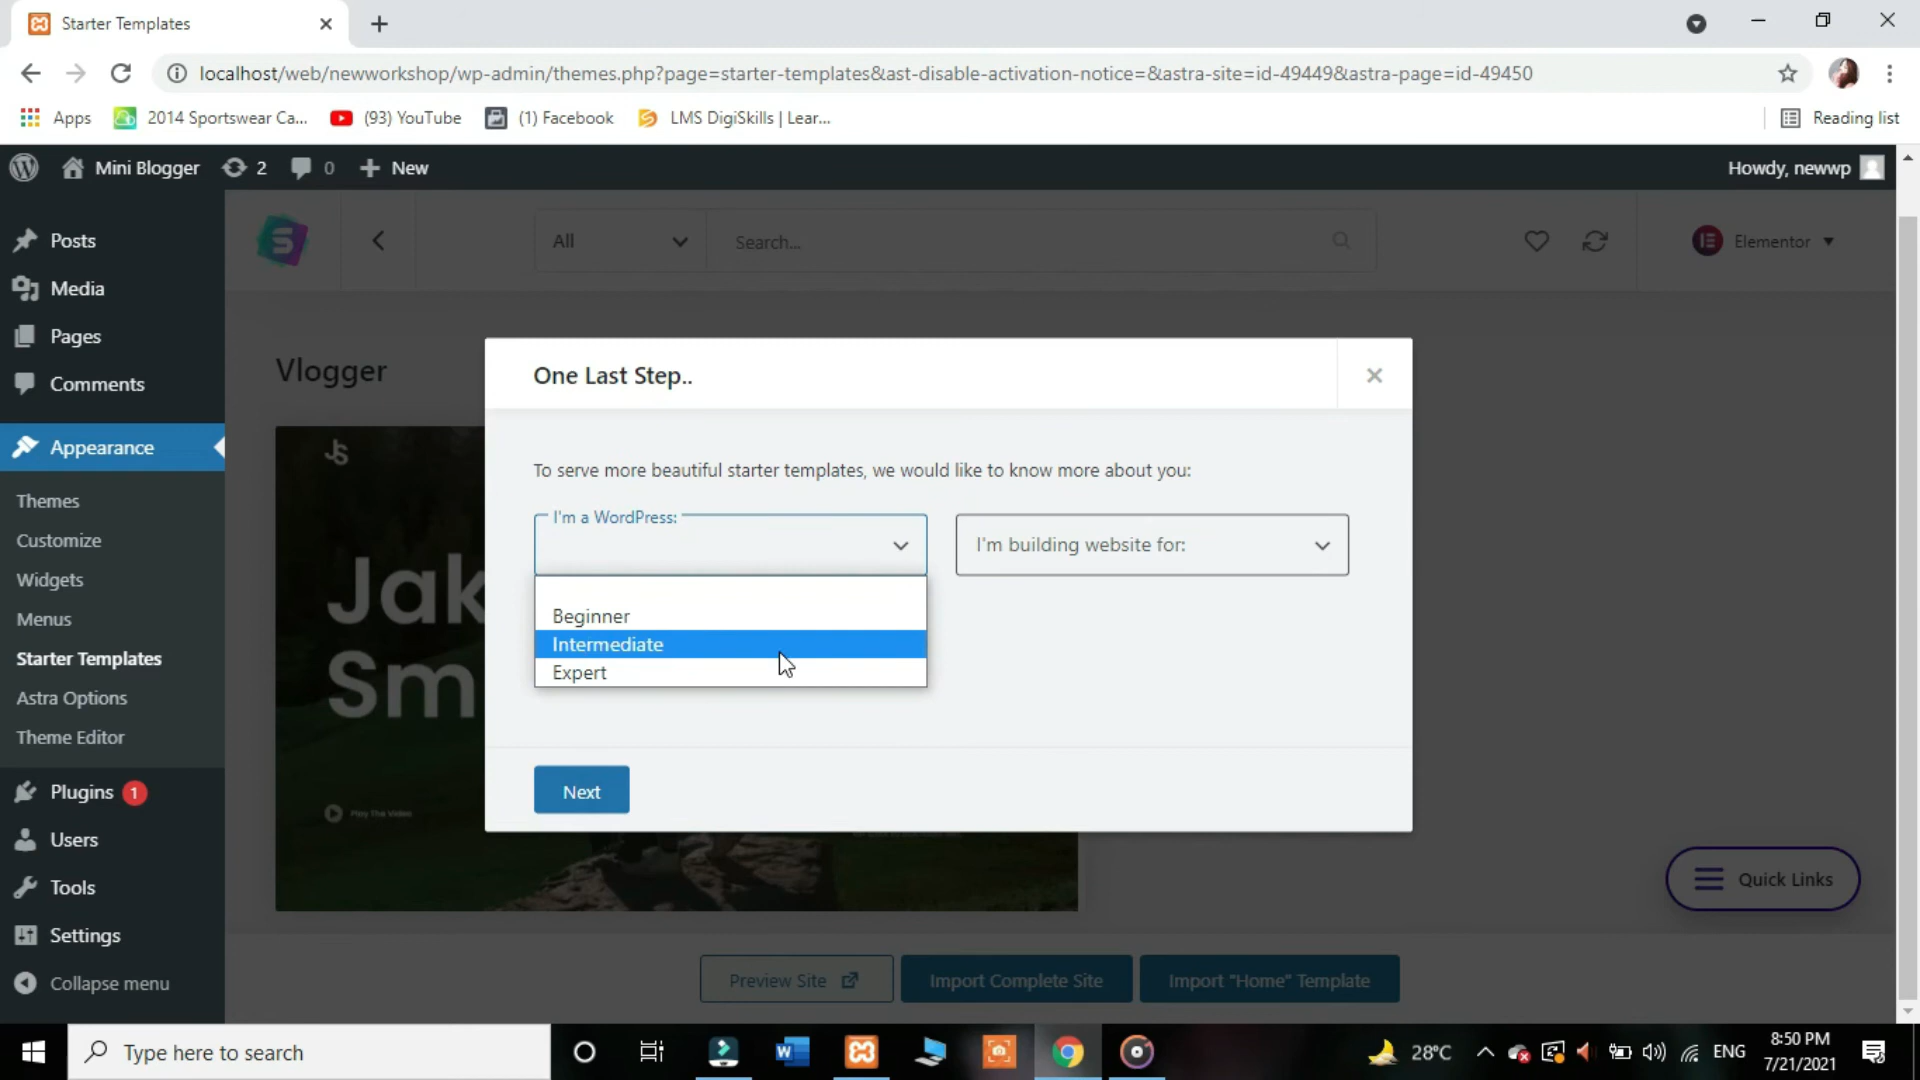 Starter Templates
localhost/web/newworkshop/wp-admin/themes.php?page=starter-templates&ast-disable-activation-notice=&astra-site=id-49449&astra-page=id-49450
Apps
2014 Sportswear Ca...
(93) YouTube
(1) Facebook
LMS DigiSkills | Lear...
Reading list
Mini Blogger
2
0
New
Howdy, newwp
Posts
Media
Pages
Comments
Appearance
Themes
Customize
Widgets
Menus
Starter Templates
Astra Options
Theme Editor
Plugins 1
Users
Tools
Settings
Collapse menu
All
Search...
Elementor
Vlogger
JS
Jak
Sm
Play The Video
One Last Step..
To serve more beautiful starter templates, we would like to know more about you:
I'm a WordPress:
I'm building website for:
Beginner
Intermediate
Expert
Next
Quick Links
Preview Site
Import Complete Site
Import "Home" Template
Type here to search
28°C
ENG
8:50 PM
7/21/2021